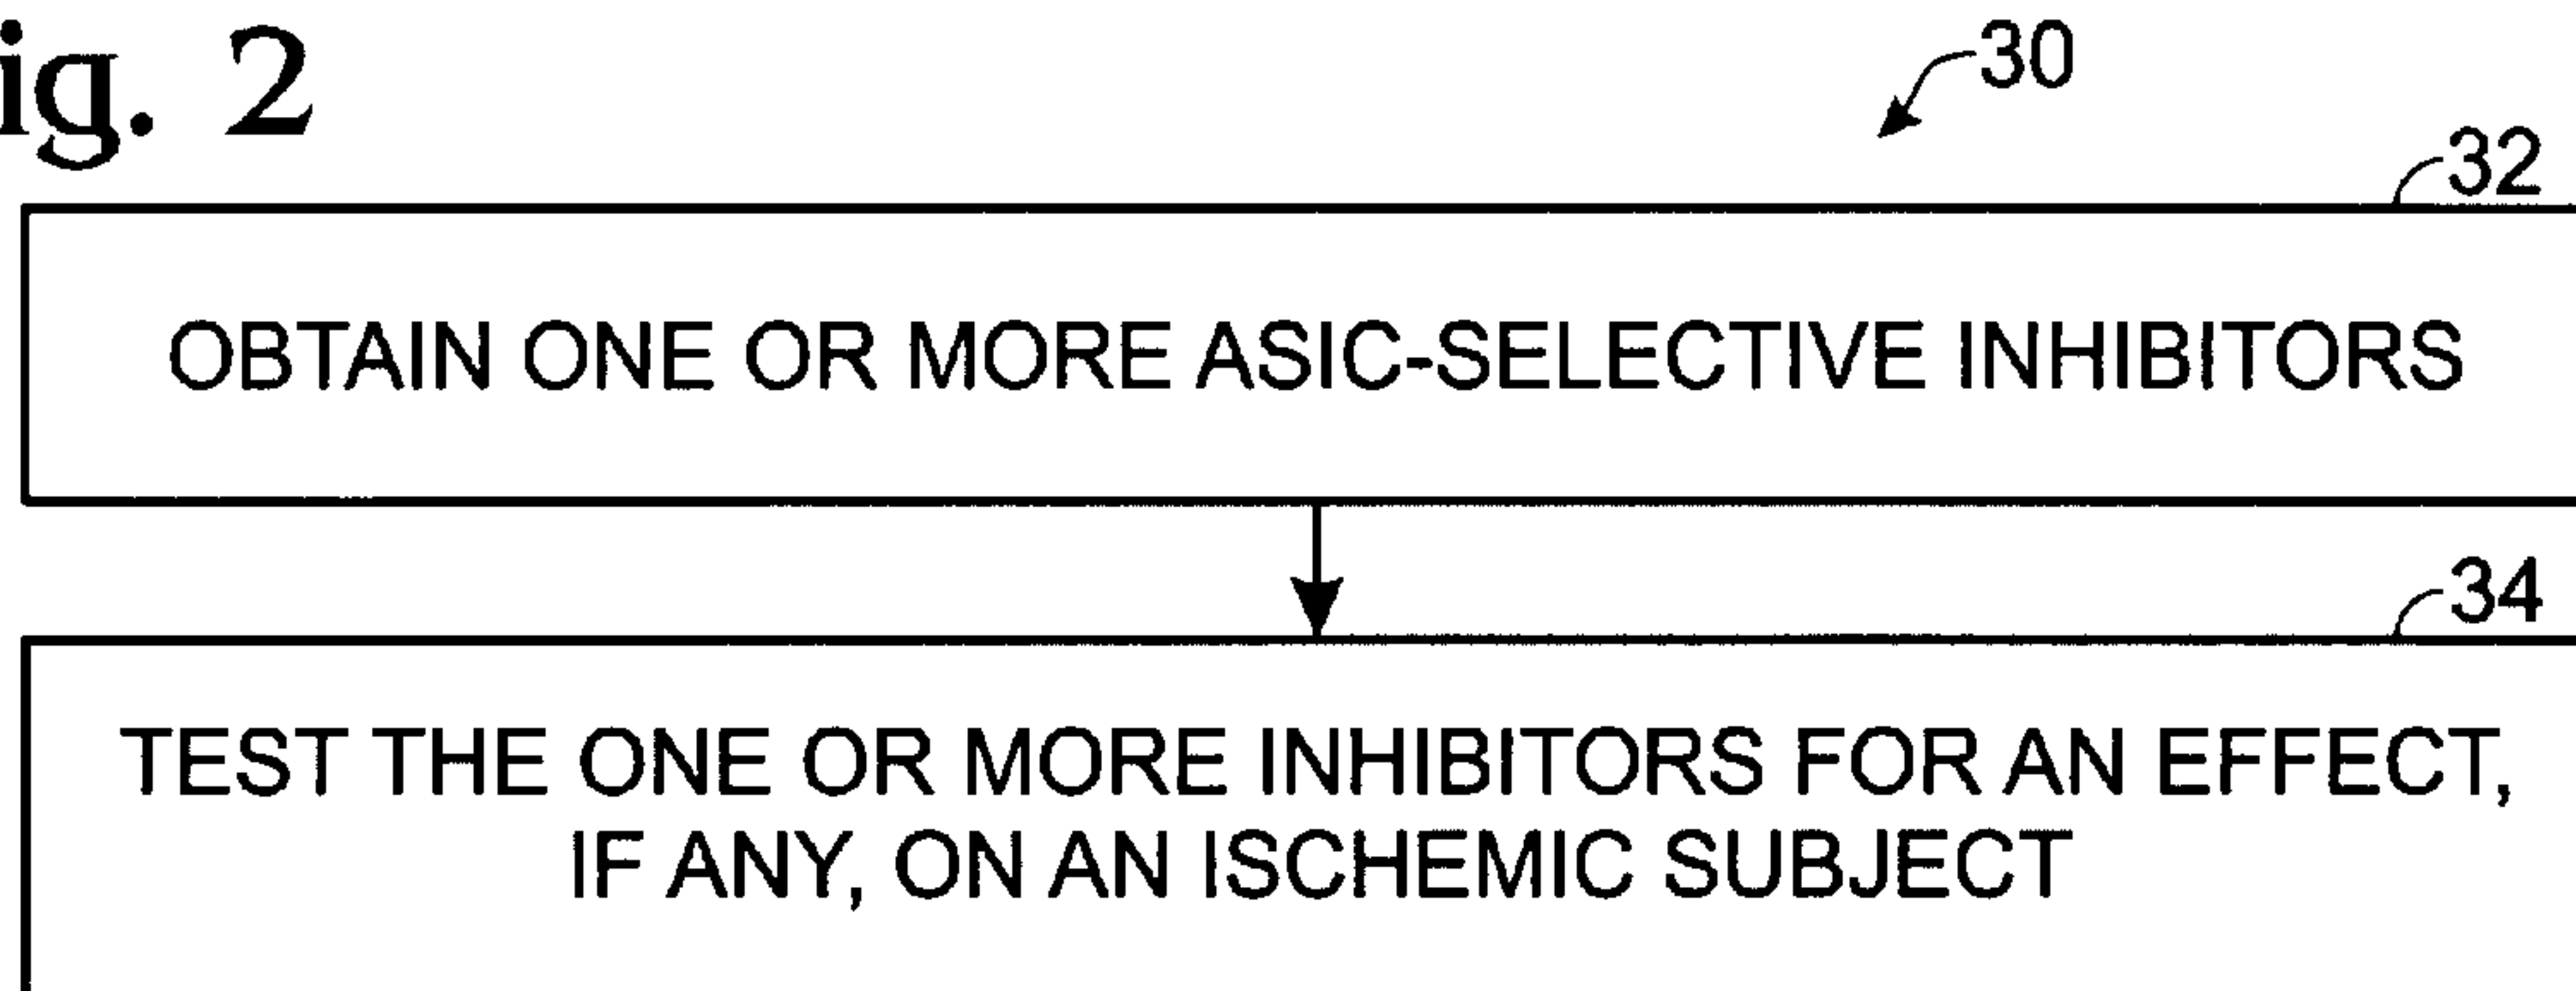 ig. 2
30
32
OBTAIN ONE OR MORE ASIC-SELECTIVE INHIBITORS
34
TEST THE ONE OR MORE INHIBITORS FOR AN EFFECT,
IF ANY, ON AN ISCHEMIC SUBJECT